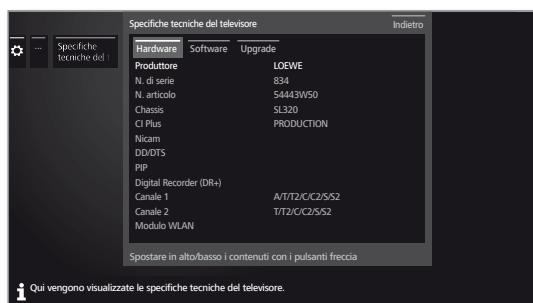 Specifiche tecniche del televisore
Indietro
... Specifiche
tecniche del t
Hardware Software Upgrade
Produttore LOEWE
N. di serie 834
N. articolo 54443W50
Chassis SL320
CI Plus PRODUCTION
Nicam
DD/DTS
PIP
Digital Recorder (DR+)
Canale 1 A/T/T2/C/C2/S/S2
Canale 2 T/T2/C/C2/S/S2
Modulo WLAN
Spostare in alto/basso i contenuti con i pulsanti freccia
Qui vengono visualizzate le specifiche tecniche del televisore.